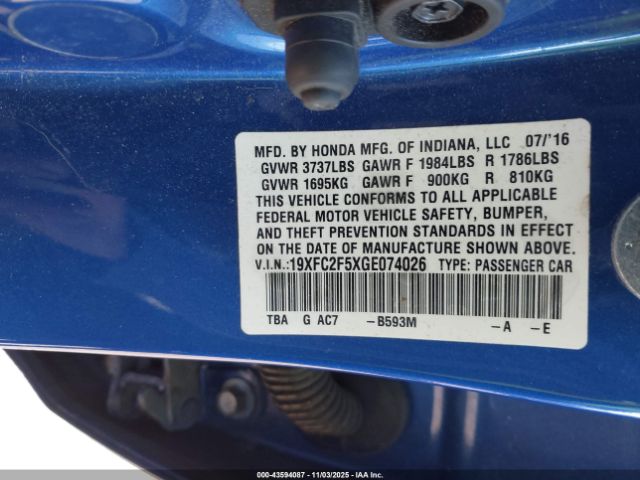 MFD. BY HONDA MFG. OF INDIANA, LLC 07/'16
GVWR 3737LBS GAWR F 1984LBS R 1786LBS
GVWR 1695KG GAWR F 900KG R 810KG
THIS VEHICLE CONFORMS TO ALL APPLICABLE
FEDERAL MOTOR VEHICLE SAFETY, BUMPER,
AND THEFT PREVENTION STANDARDS IN EFFECT
ON THE DATE OF MANUFACTURE SHOWN ABOVE.
V.I.N.:19XFC2F5XGE074026 TYPE: PASSENGER CAR
TBA G AC7 -B593M -A -E
000-43594087 - 11/03/2025 - IAA Inc.